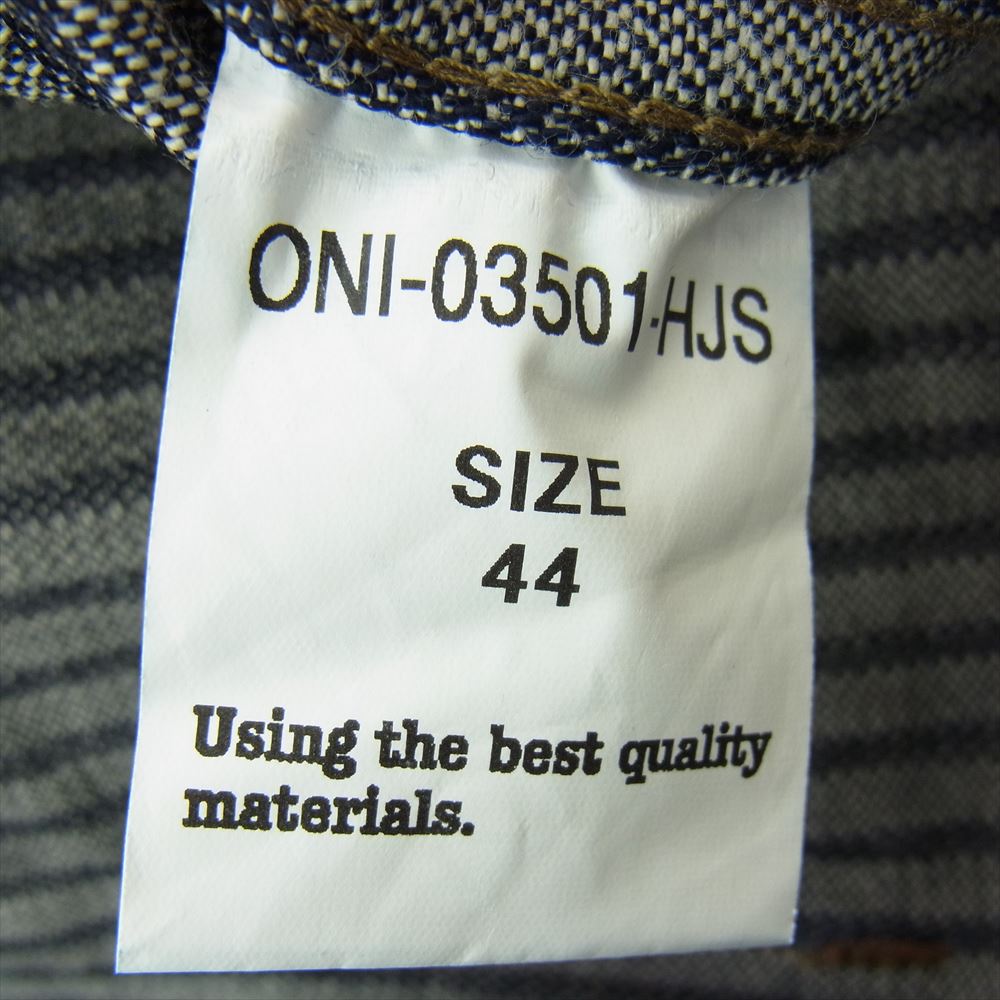 ONI-03501-HJS
SIZE
44
Using the best quality
materials.